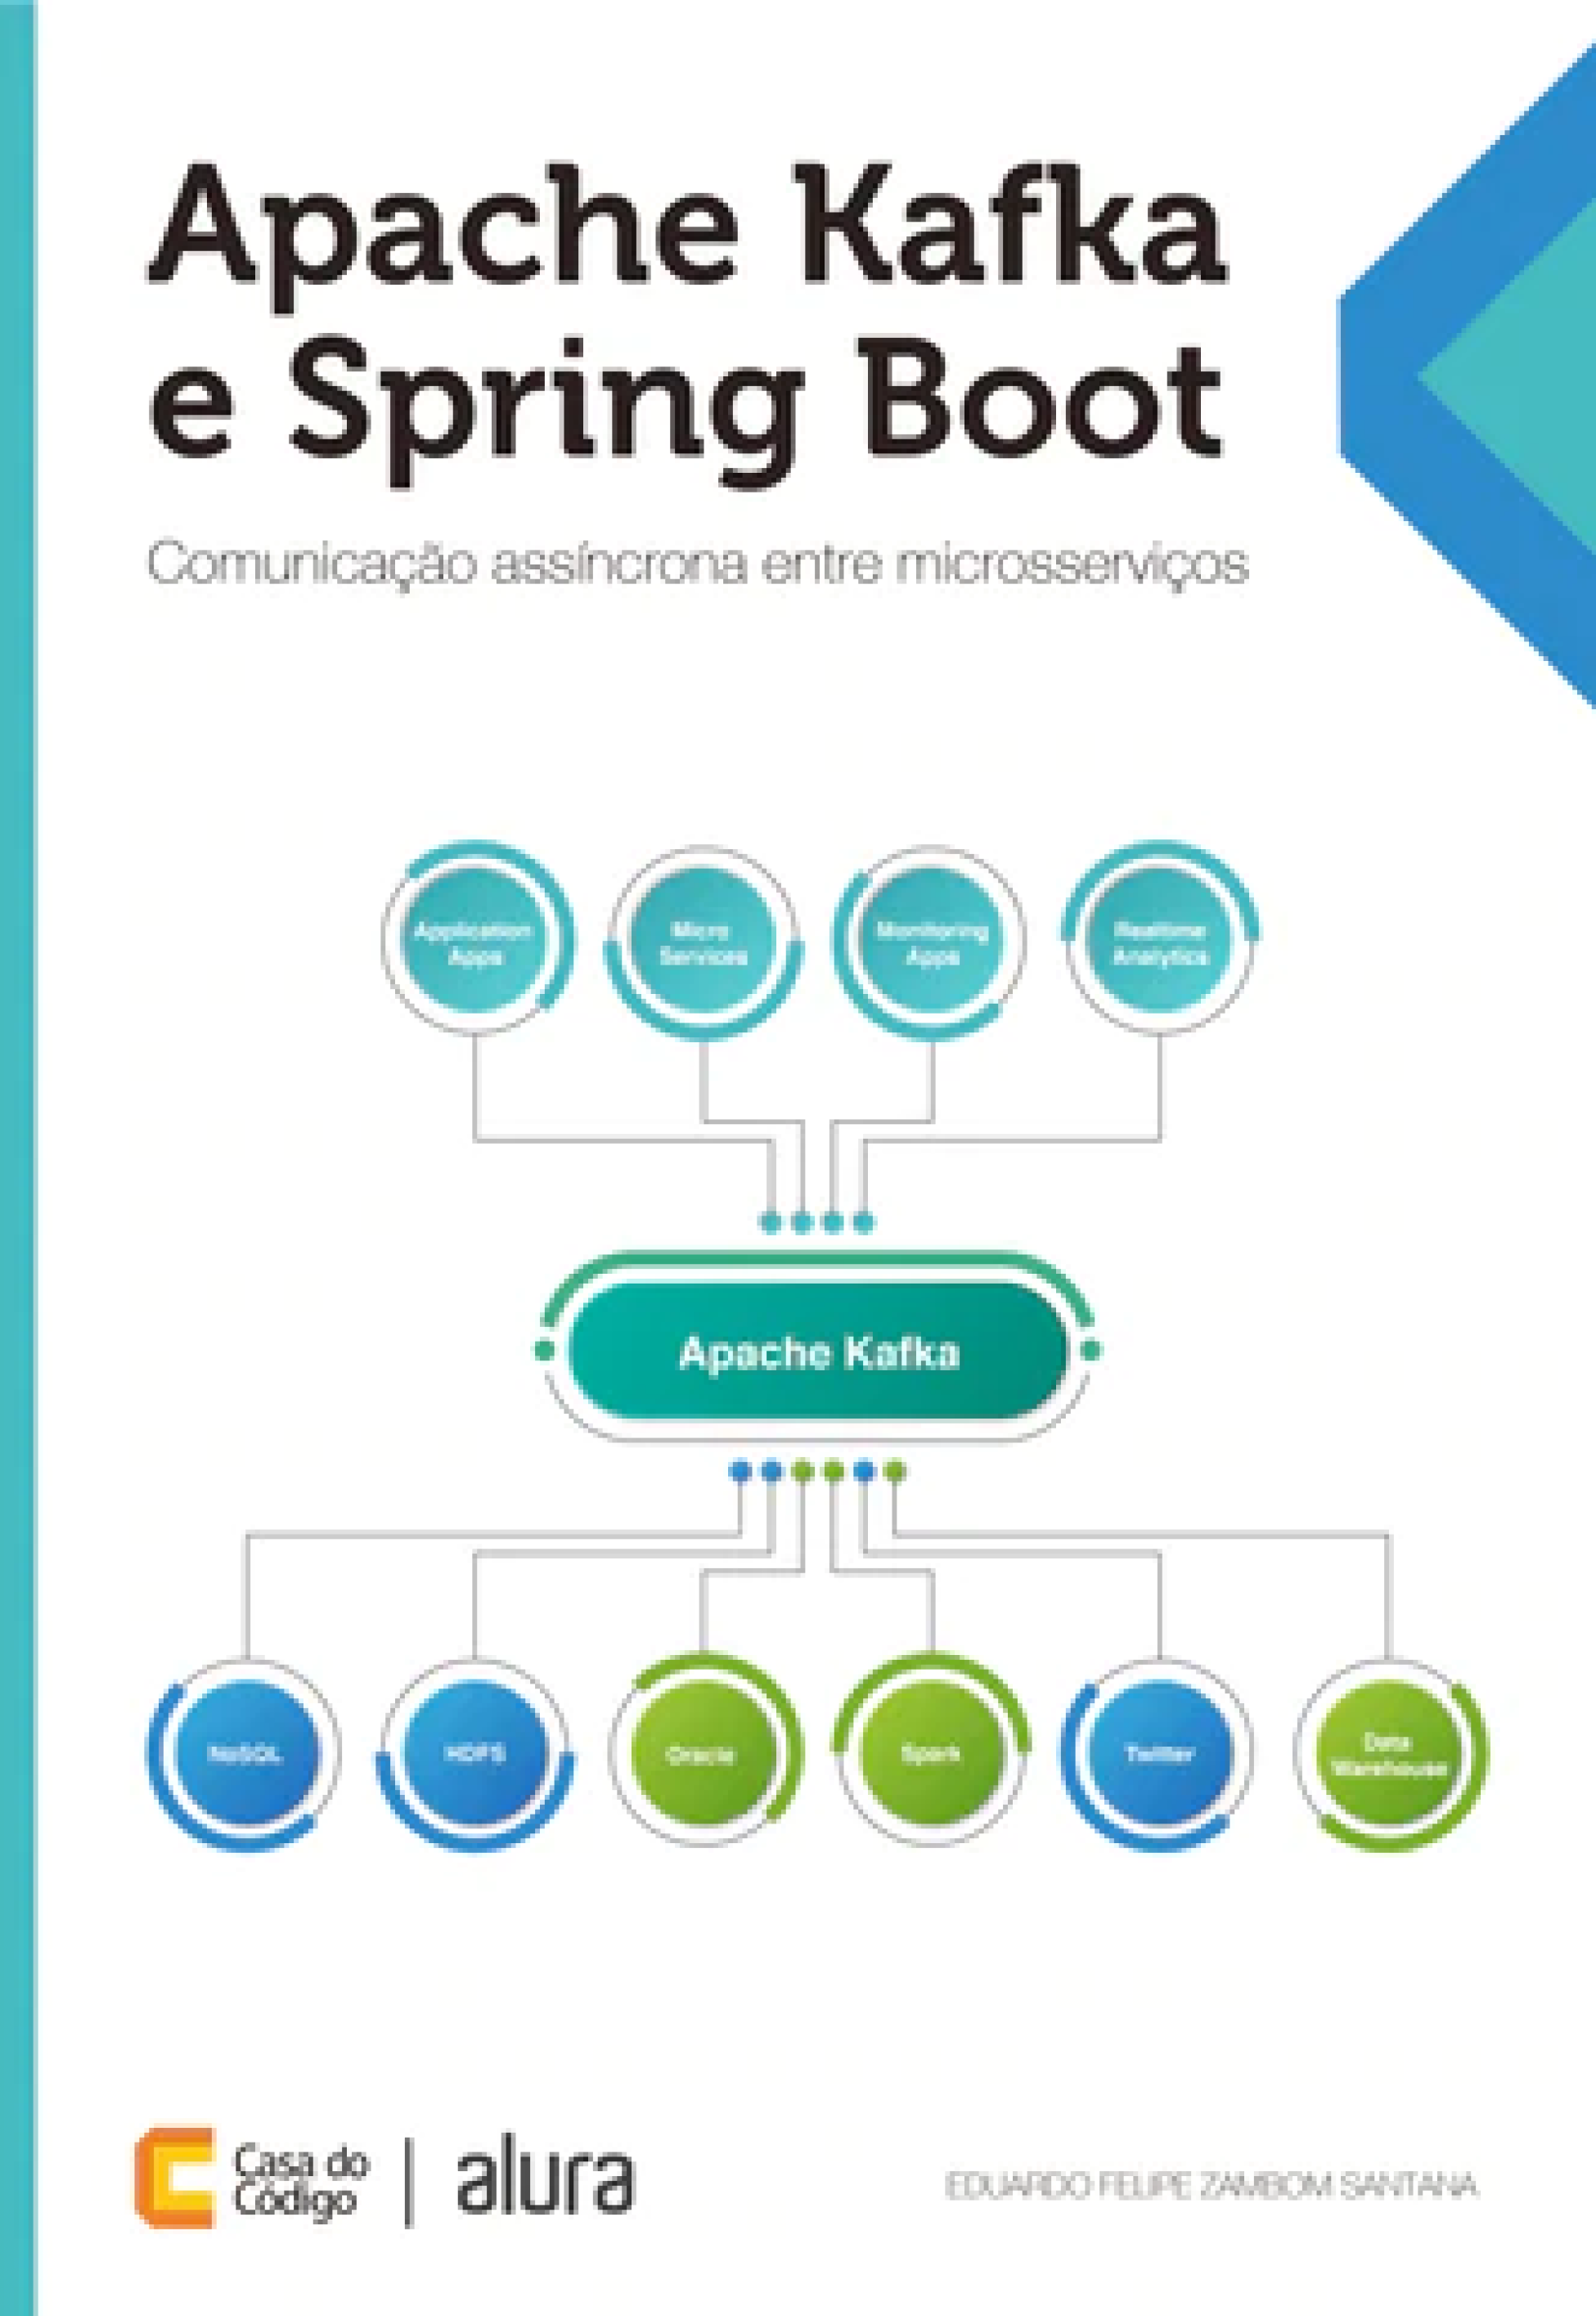 Apache Kafka
e Spring Boot
Comunicação assíncrona entre microsserviços
Application
Apps
Micro
Services
Monitoring
Apps
Realtime
Analytics
Apache Kafka
NoSQL
HDFS
Oracle
Spark
Twitter
Data
Warehouse
Casa do
Código
alura
EDUARDO FELIPE ZAMBOM SANTANA